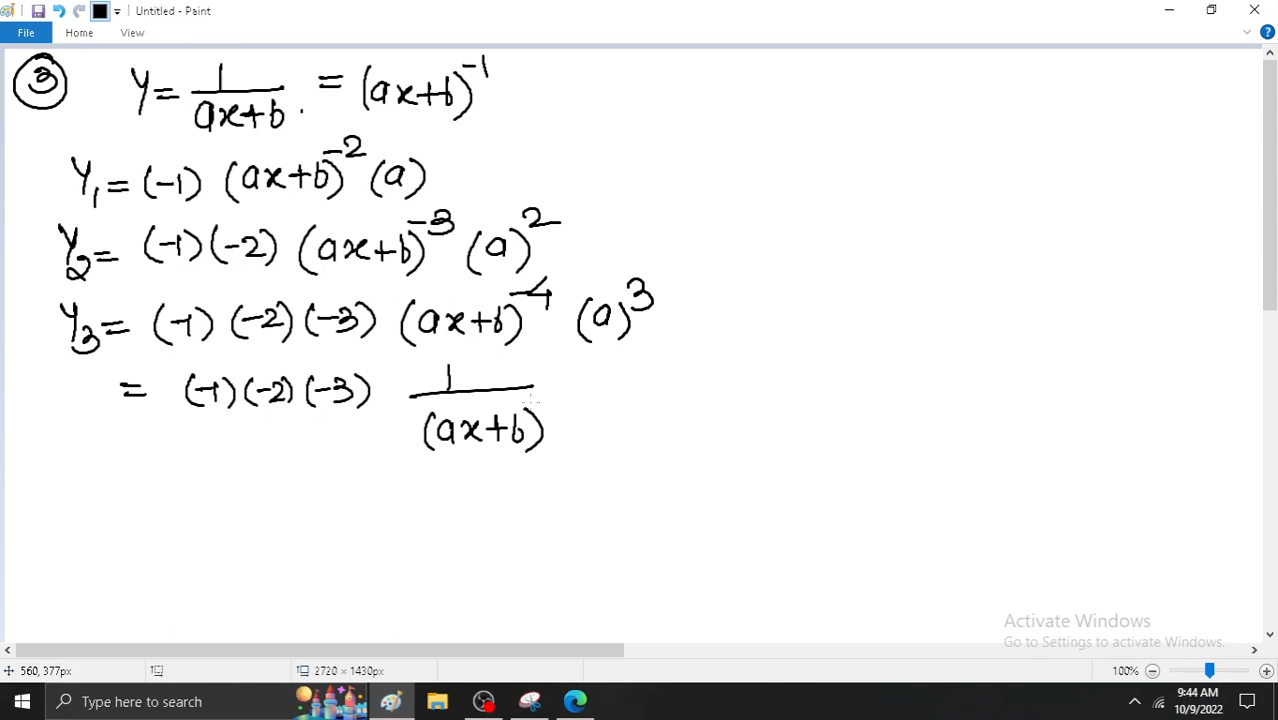 Untitled - Paint
File Home View
③ Y = 1/(ax+b) . = (ax+b)^-1
Y₁ = (-1) (ax+b)^-2 (a)
Y₂ = (-1)(-2) (ax+b)^-3 (a)^2
Y₃ = (-1) (-2) (-3) (ax+b)^-4 (a)^3
= (-1)(-2)(-3) 1/(ax+b)
Activate Windows
Go to Settings to activate Windows.
560, 377px 2720 × 1430px 100%
Type here to search 9:44 AM
10/9/2022